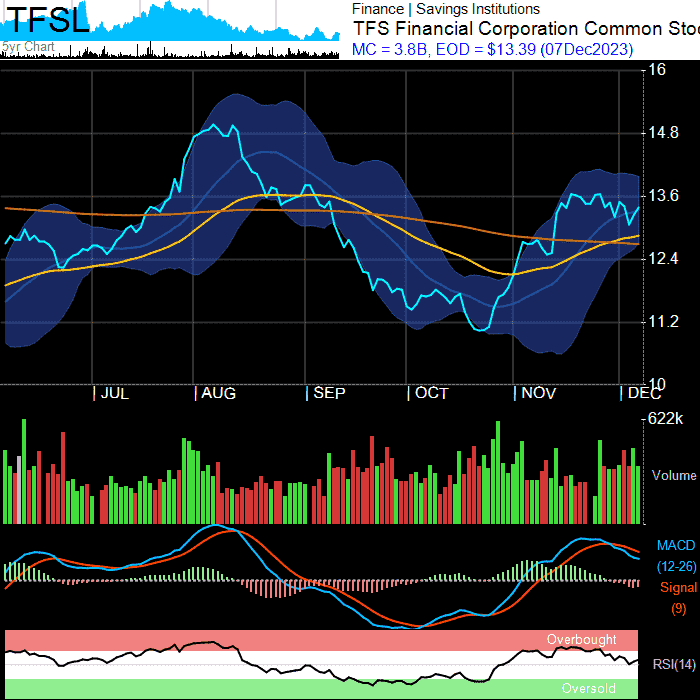 TFSL
5yr Chart
Finance | Savings Institutions
TFS Financial Corporation Common Stoc
MC = 3.8B, EOD = $13.39 (07Dec2023)
16
14.8
13.6
12.4
11.2
10
JUL
AUG
SEP
OCT
NOV
DEC
622k
Volume
MACD
(12-26)
Signal
(9)
Overbought
RSI(14)
Oversold